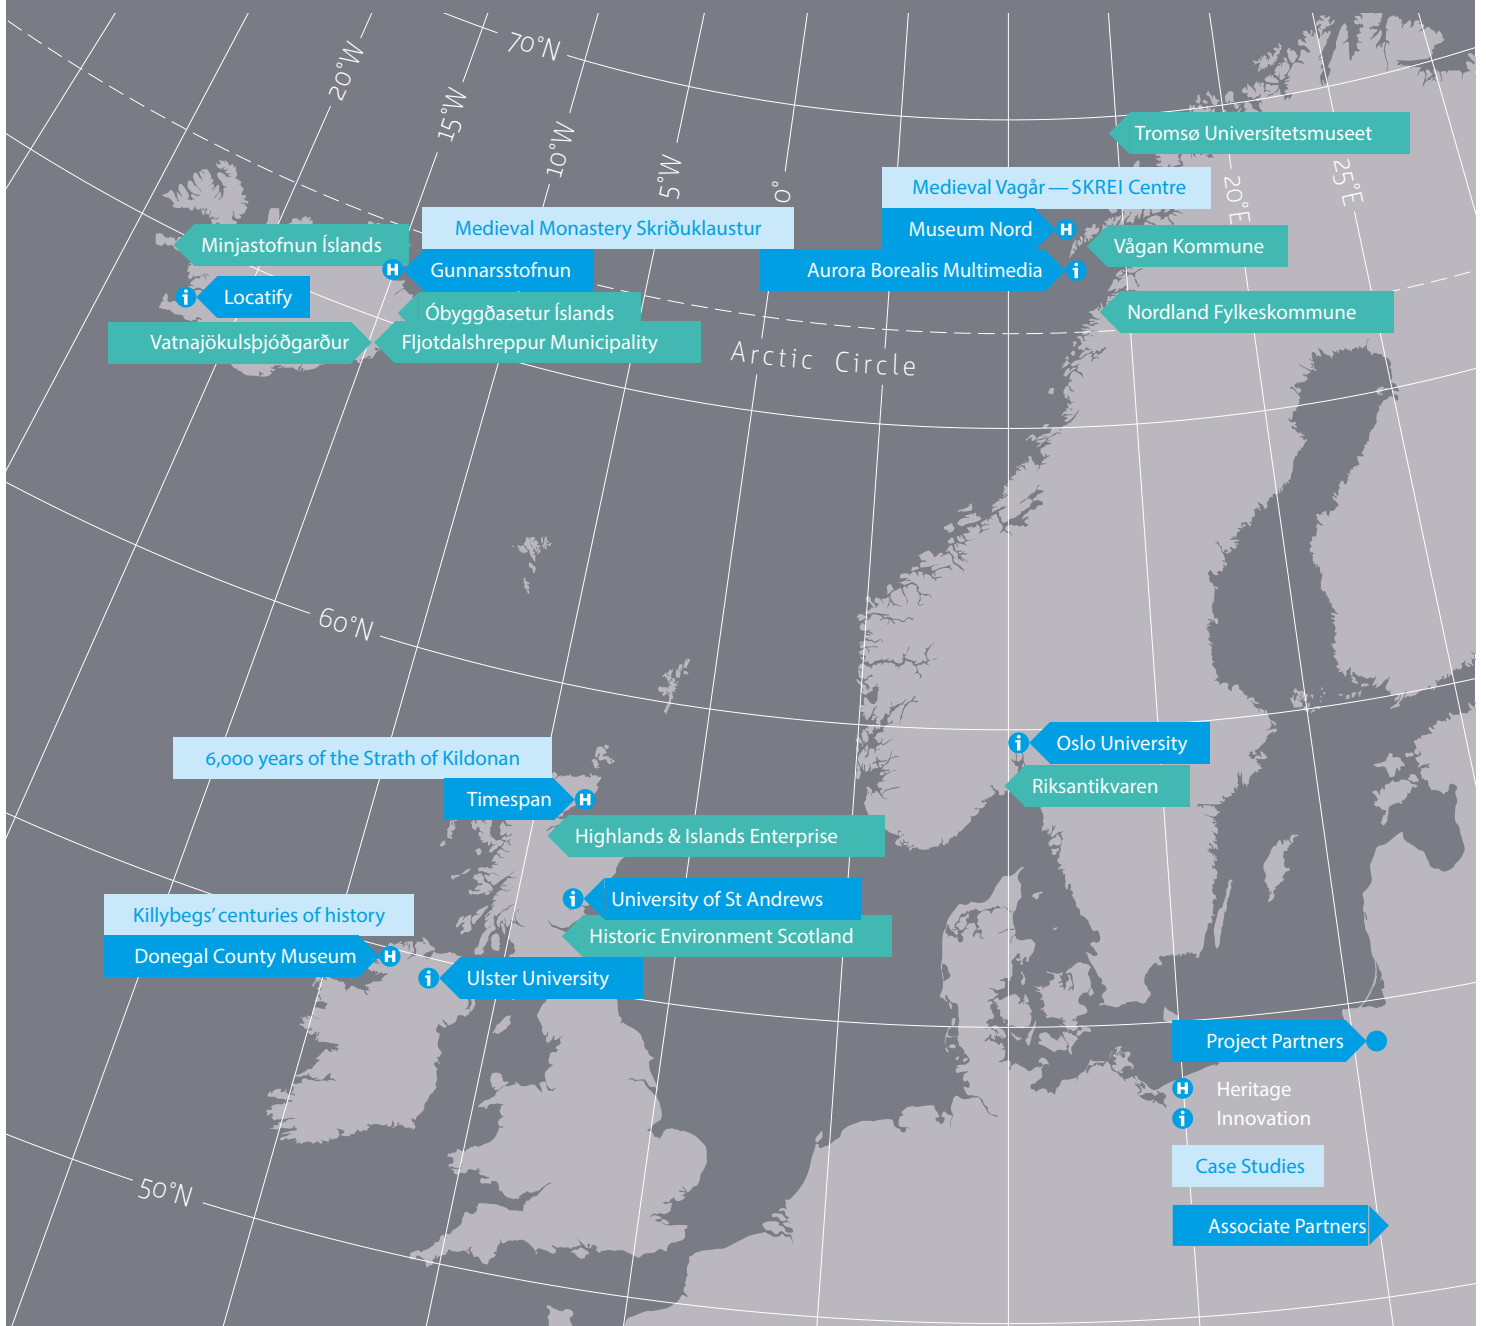 70°N
20°W
15°W
10°W
5°W
0°
20°E
25°E
Tromsø Universitetsmuseet
Medieval Vagår — SKREI Centre
Museum Nord H
Vågan Kommune
Aurora Borealis Multimedia i
Nordland Fylkeskommune
Medieval Monastery Skriðuklaustur
Minjastofnun Íslands
H Gunnarsstofnun
i Locatify
Óbyggðasetur Íslands
Vatnajökulsþjóðgarður
Fljotdalshreppur Municipality
Arctic Circle
60°N
i Oslo University
Riksantikvaren
6,000 years of the Strath of Kildonan
Timespan H
Highlands & Islands Enterprise
i University of St Andrews
Historic Environment Scotland
Killybegs’ centuries of history
Donegal County Museum H
i Ulster University
50°N
Project Partners
H Heritage
i Innovation
Case Studies
Associate Partners